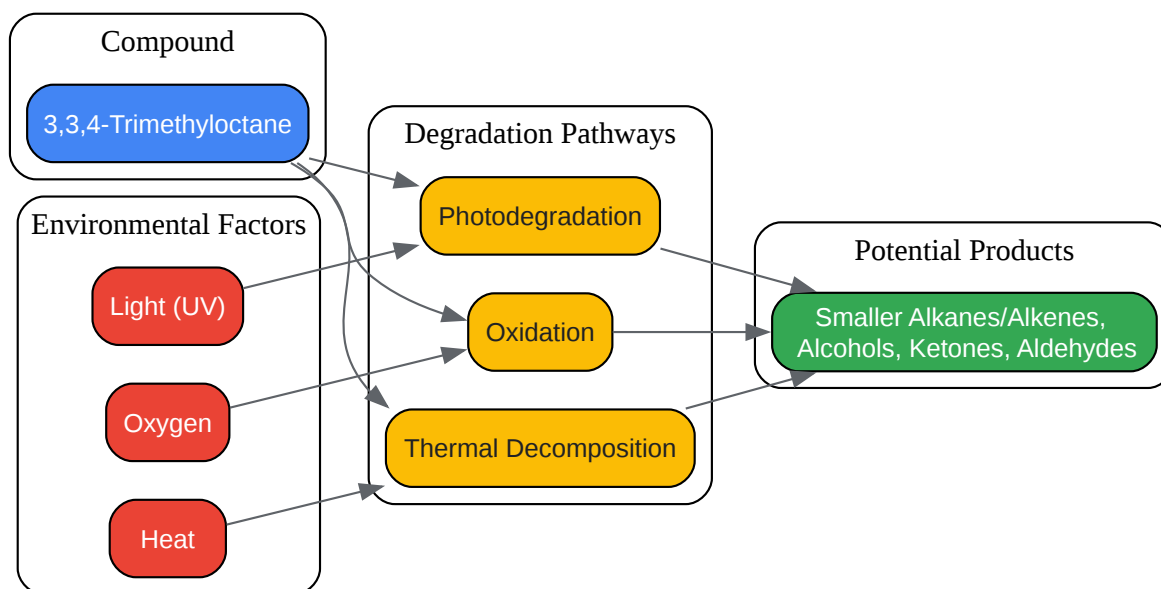 Compound
3,3,4-Trimethyloctane
Environmental Factors
Light (UV)
Oxygen
Heat
Degradation Pathways
Photodegradation
Oxidation
Thermal Decomposition
Potential Products
Smaller Alkanes/Alkenes,
Alcohols, Ketones, Aldehydes